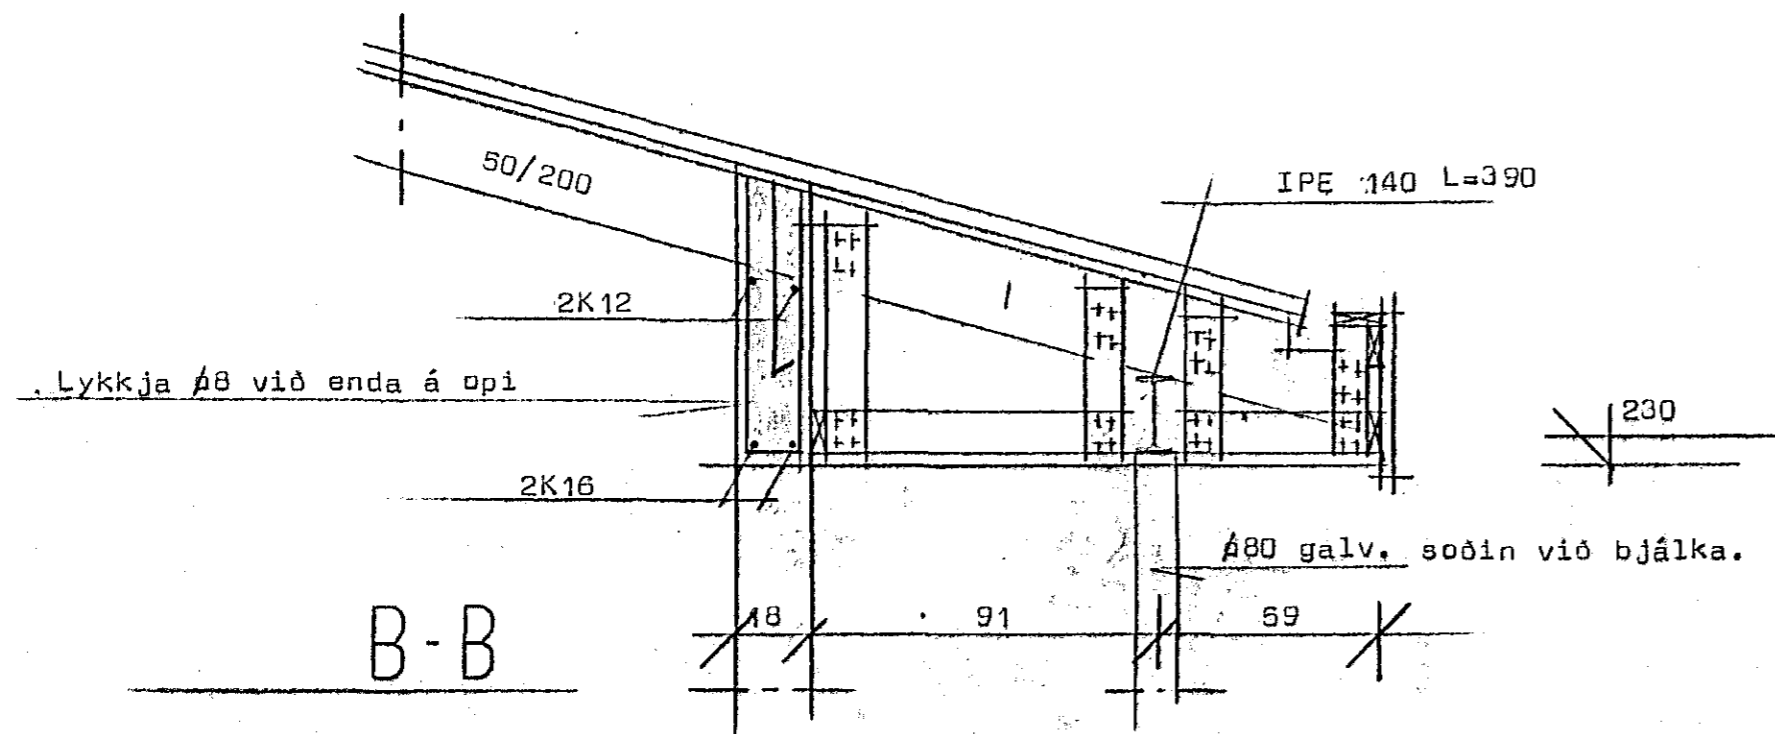 50/200
IPE 140 L=390
2K12
Lykkja ø8 við enda á opi
230
2K16
ø80 galv. soðin við bjálka.
18 91 59
B-B